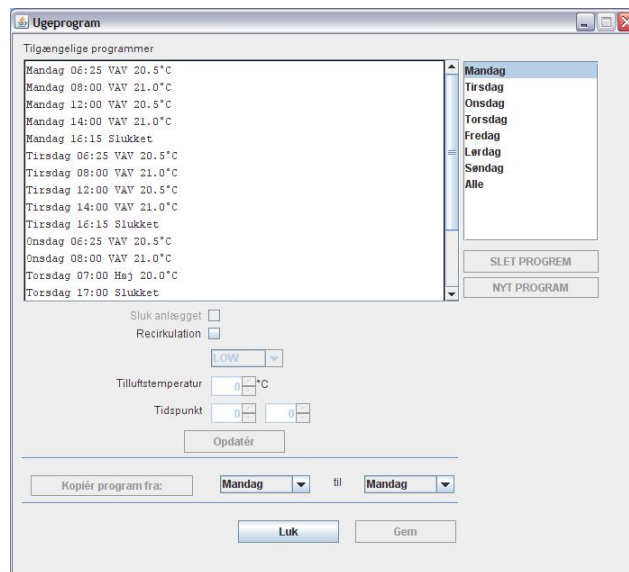 Ugeprogram
Tilgængelige programmer
Mandag 06:25 VAV 20.5°C
Mandag 08:00 VAV 21.0°C
Mandag 12:00 VAV 20.5°C
Mandag 14:00 VAV 21.0°C
Mandag 16:15 Slukket
Tirsdag 06:25 VAV 20.5°C
Tirsdag 08:00 VAV 21.0°C
Tirsdag 12:00 VAV 20.5°C
Tirsdag 14:00 VAV 21.0°C
Tirsdag 16:15 Slukket
Onsdag 06:25 VAV 20.5°C
Onsdag 08:00 VAV 21.0°C
Torsdag 07:00 Høj 20.0°C
Torsdag 17:00 Slukket
Mandag
Tirsdag
Onsdag
Torsdag
Fredag
Lørdag
Søndag
Alle
SLET PROGREM
NYT PROGRAM
Sluk anlægget
Recirkulation
LOW
Tilluftstemperatur 0 °C
Tidspunkt 0 0
Opdatér
Kopiér program fra: Mandag til Mandag
Luk Gem